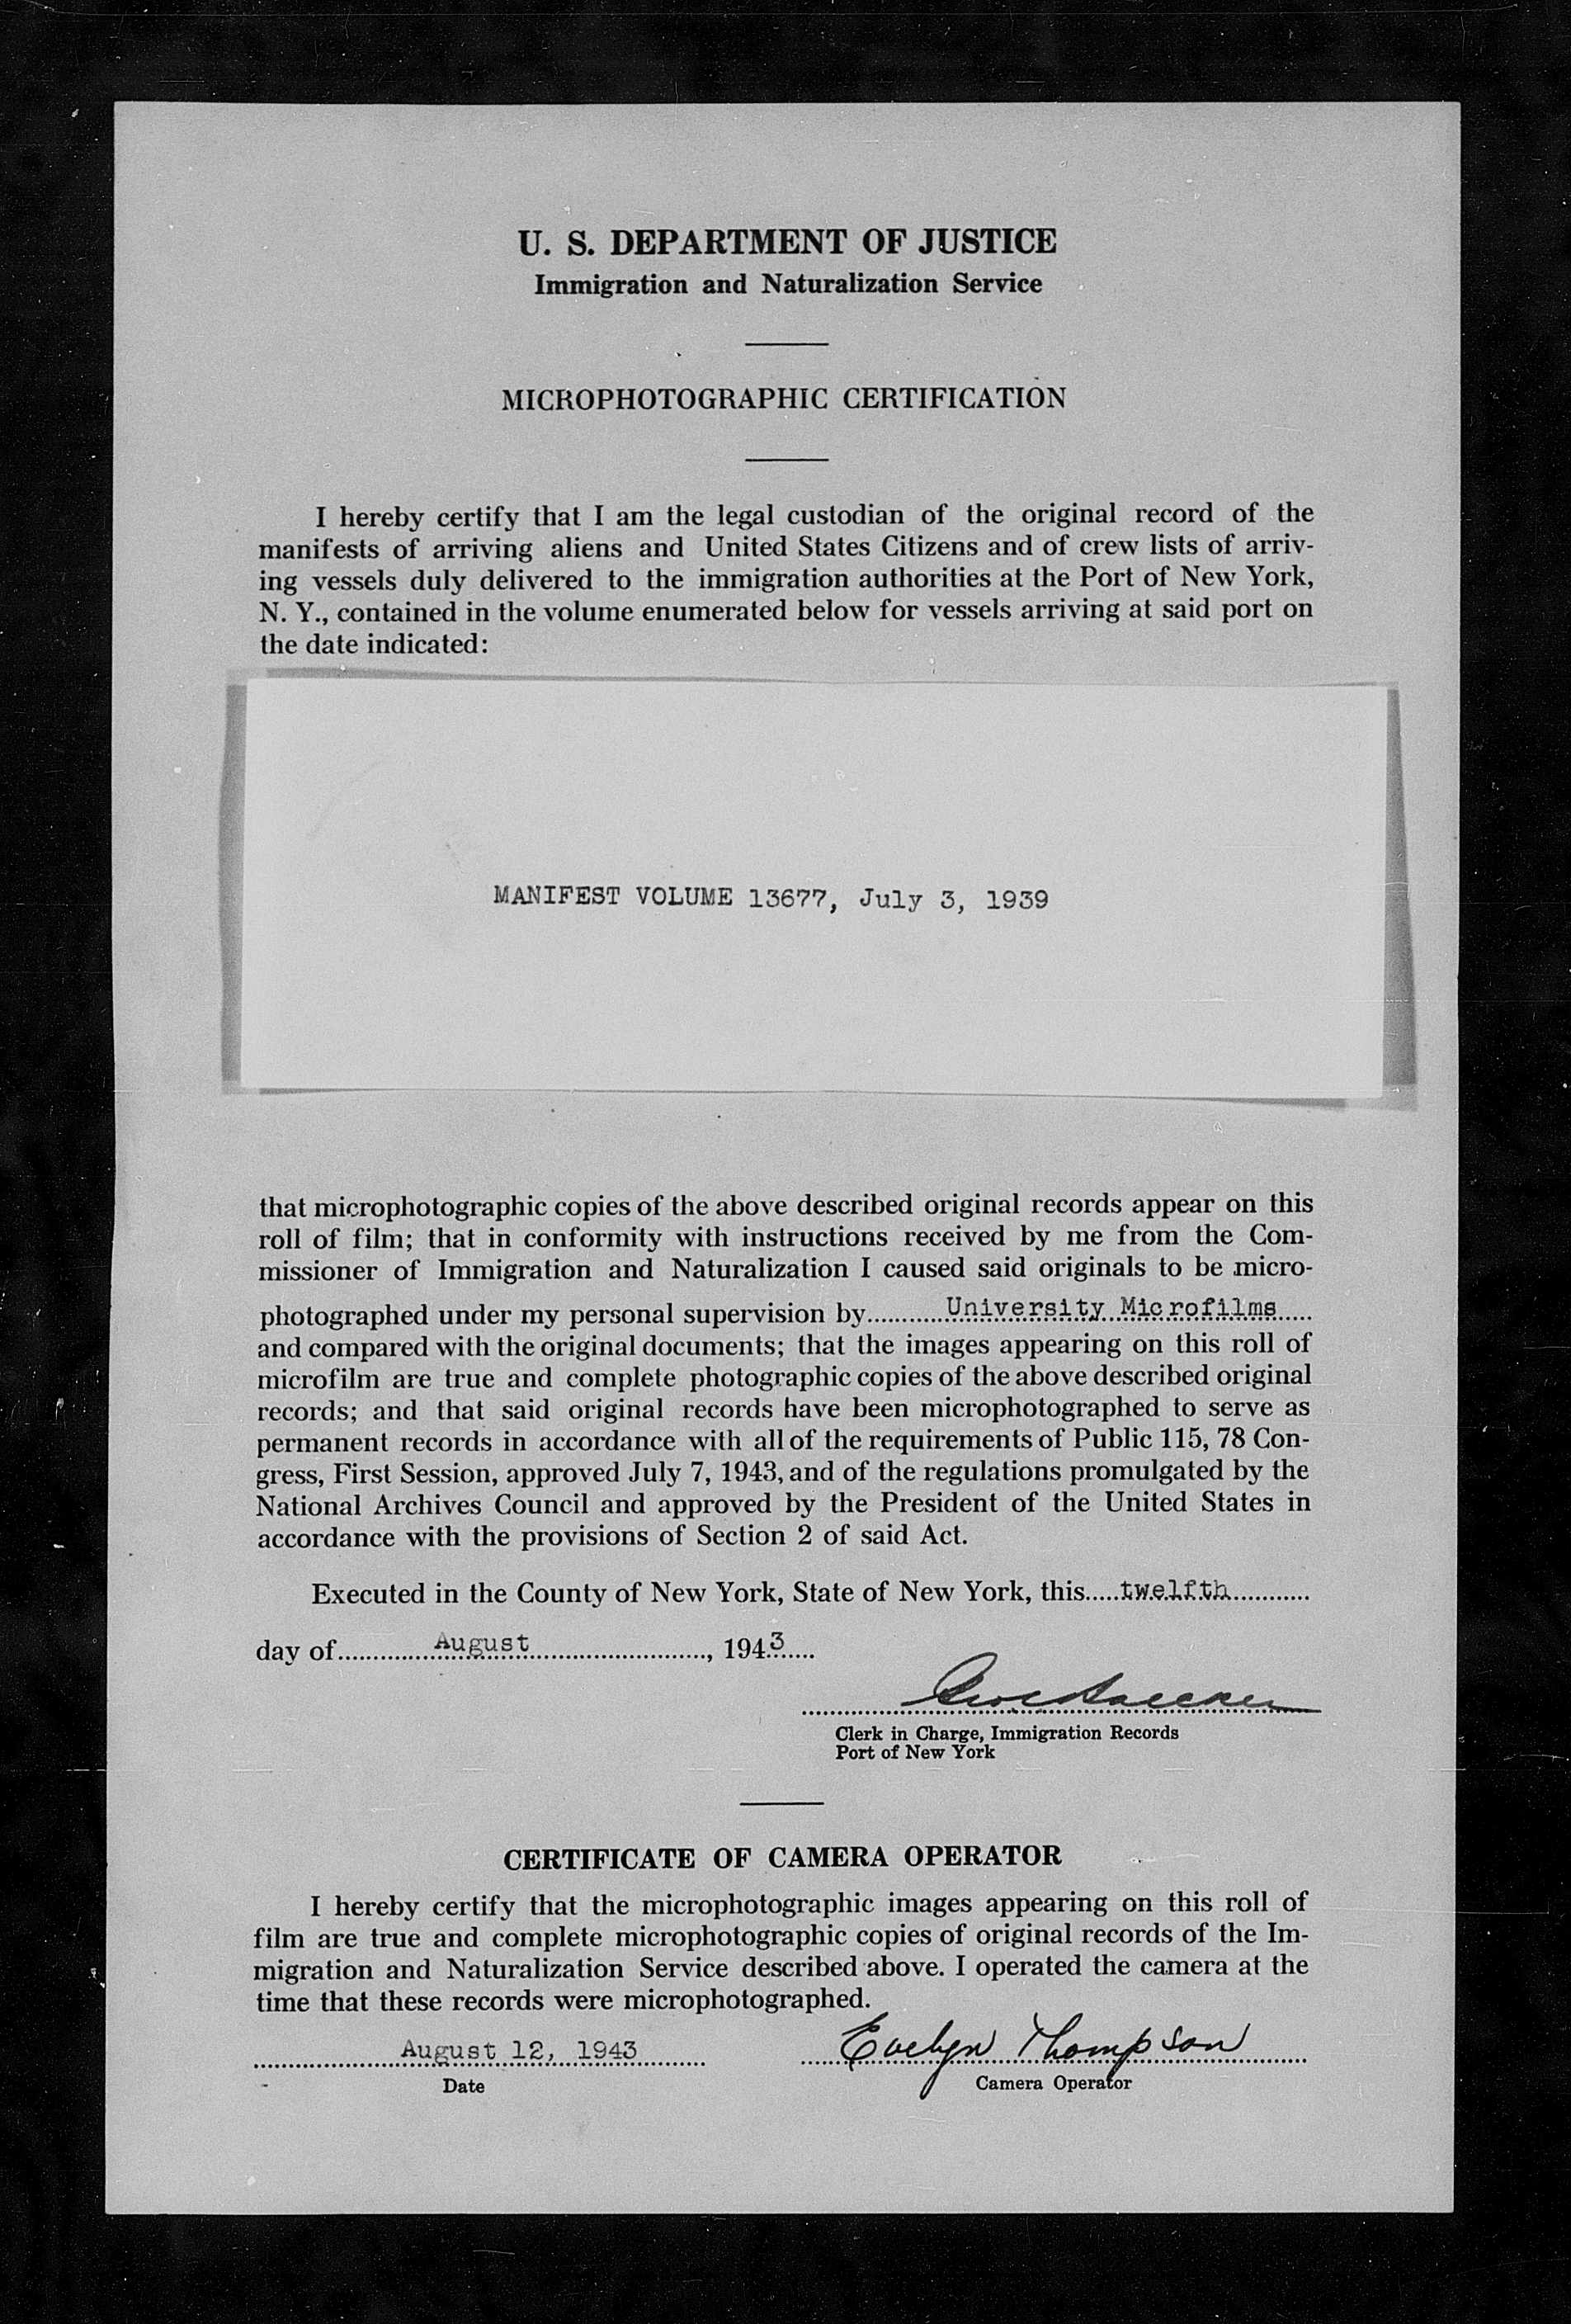 U. S. DEPARTMENT OF JUSTICE
Immigration and Naturalization Service
MICROPHOTOGRAPHIC CERTIFICATION
I hereby certify that I am the legal custodian of the original record of the
manifests of arriving aliens and United States Citizens and of crew lists of arriv-
ing vessels duly delivered to the immigration authorities at the Port of New York,
N. Y., contained in the volume enumerated below for vessels arriving at said port on
the date indicated:
MANIFEST VOLUME 13677, July 3, 1939
that microphotographic copies of the above described original records appear on this
roll of film; that in conformity with instructions received by me from the Com-
missioner of Immigration and Naturalization I caused said originals to be micro-
photographed under my personal supervision by University Microfilms
and compared with the original documents; that the images appearing on this roll of
microfilm are true and complete photographic copies of the above described original
records; and that said original records have been microphotographed to serve as
permanent records in accordance with all of the requirements of Public 115, 78 Con-
gress, First Session, approved July 7, 1943, and of the regulations promulgated by the
National Archives Council and approved by the President of the United States in
accordance with the provisions of Section 2 of said Act.
Executed in the County of New York, State of New York, this twelfth
day of August, 1943
Clerk in Charge, Immigration Records
Port of New York
CERTIFICATE OF CAMERA OPERATOR
I hereby certify that the microphotographic images appearing on this roll of
film are true and complete microphotographic copies of original records of the Im-
migration and Naturalization Service described above. I operated the camera at the
time that these records were microphotographed.
August 12, 1943 Evelyn Thompson
Date Camera Operator